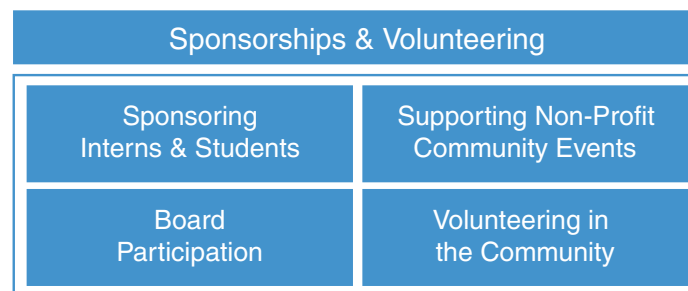 Sponsorships & Volunteering
Sponsoring
Interns & Students
Supporting Non-Profit
Community Events
Board
Participation
Volunteering in
the Community